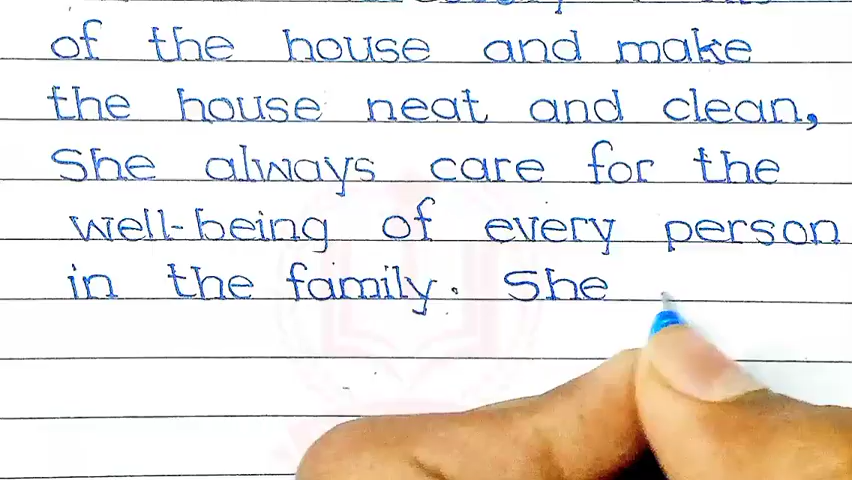 of the house and make
the house neat and clean,
She always care for the
well-being of every person
in the family. She